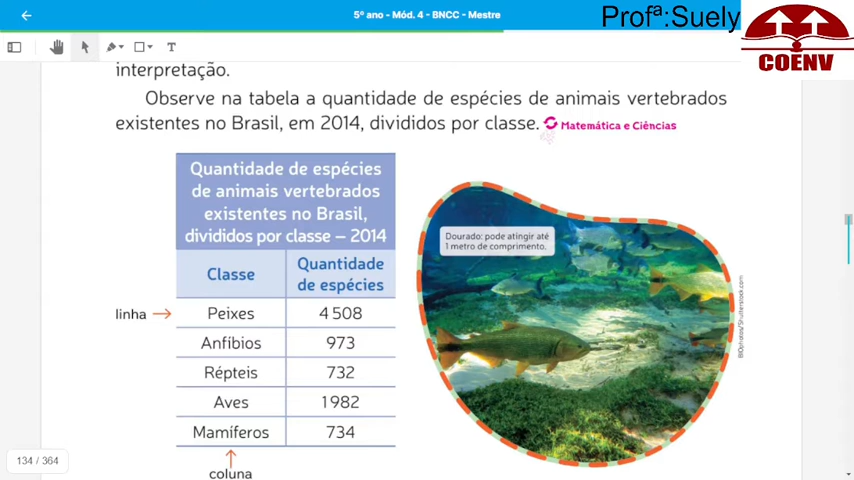 5º ano - Mód. 4 - BNCC - Mestre
Profª:Suely
COENV
T
interpretação.
Observe na tabela a quantidade de espécies de animais vertebrados
existentes no Brasil, em 2014, divididos por classe.
Matemática e Ciências
Quantidade de espécies
de animais vertebrados
existentes no Brasil,
divididos por classe – 2014
Classe
Quantidade
de espécies
linha
Peixes 4 508
Anfíbios 973
Répteis 732
Aves 1 982
Mamíferos 734
coluna
Dourado: pode atingir até
1 metro de comprimento.
134 / 364